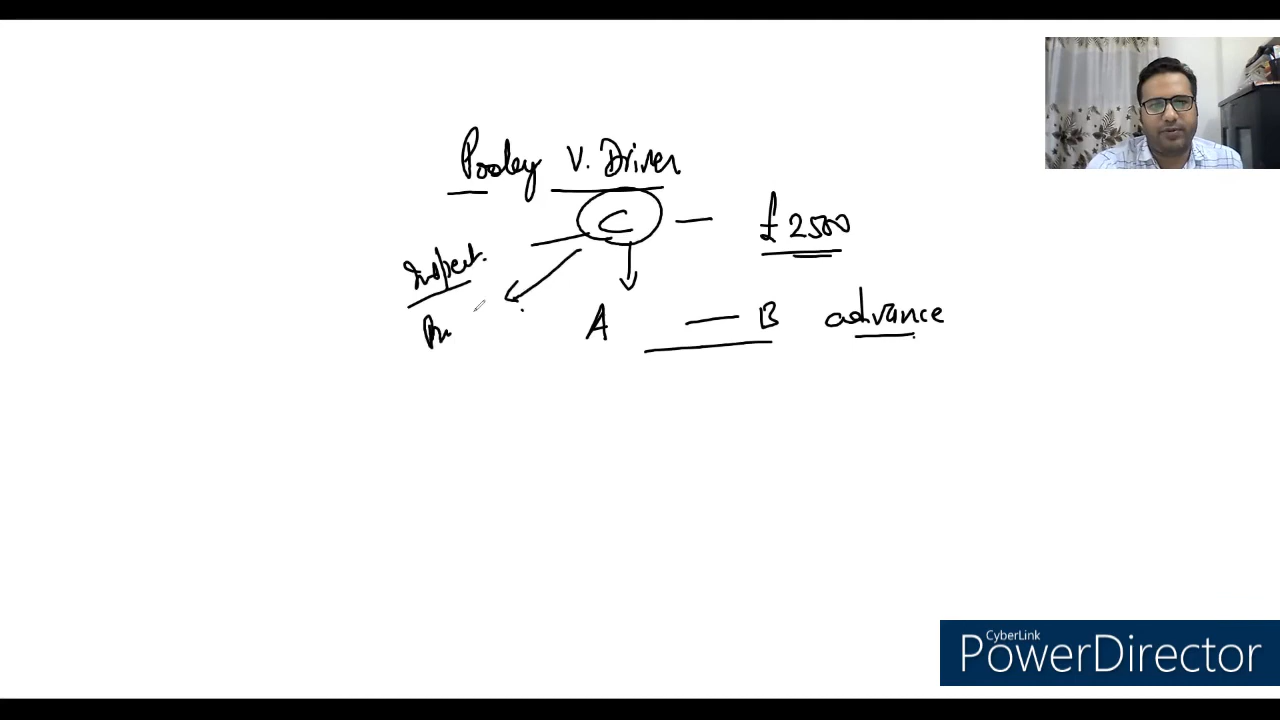 Pooley V. Driver
C — £2500
Inspect.
A — B advance
CyberLink
PowerDirector